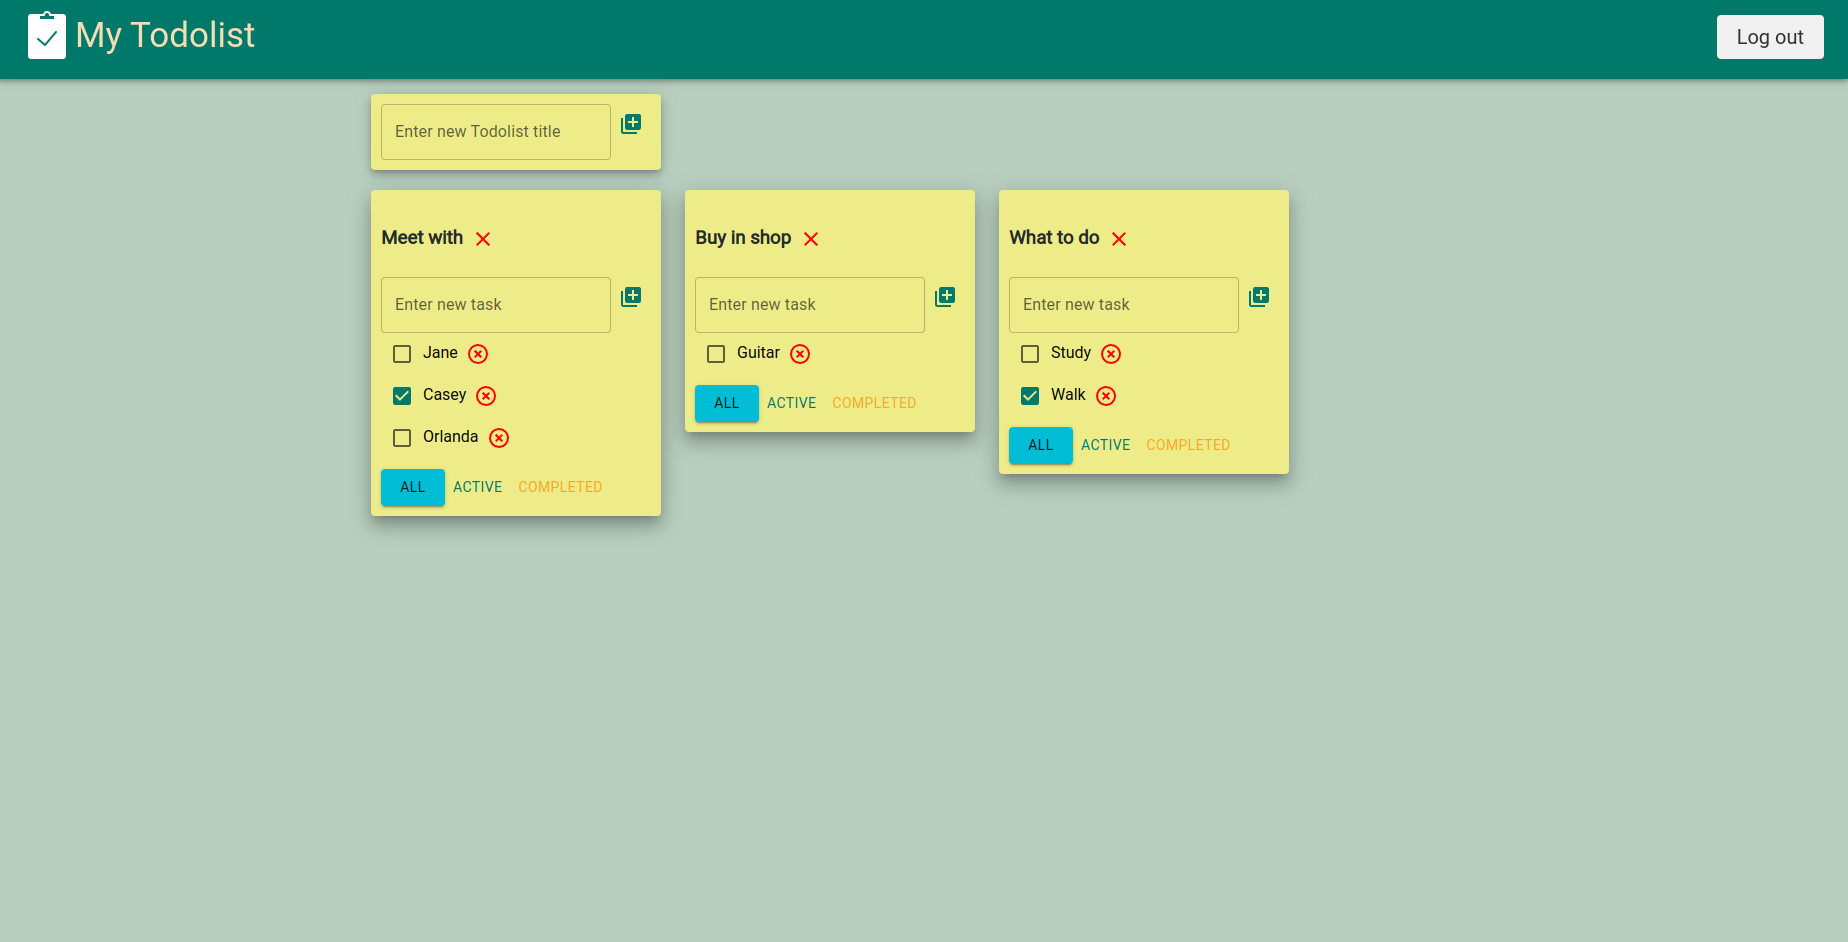 My Todolist
Log out
Enter new Todolist title
Meet with
Enter new task
Jane
Casey
Orlanda
ALL ACTIVE COMPLETED
Buy in shop
Enter new task
Guitar
ALL ACTIVE COMPLETED
What to do
Enter new task
Study
Walk
ALL ACTIVE COMPLETED